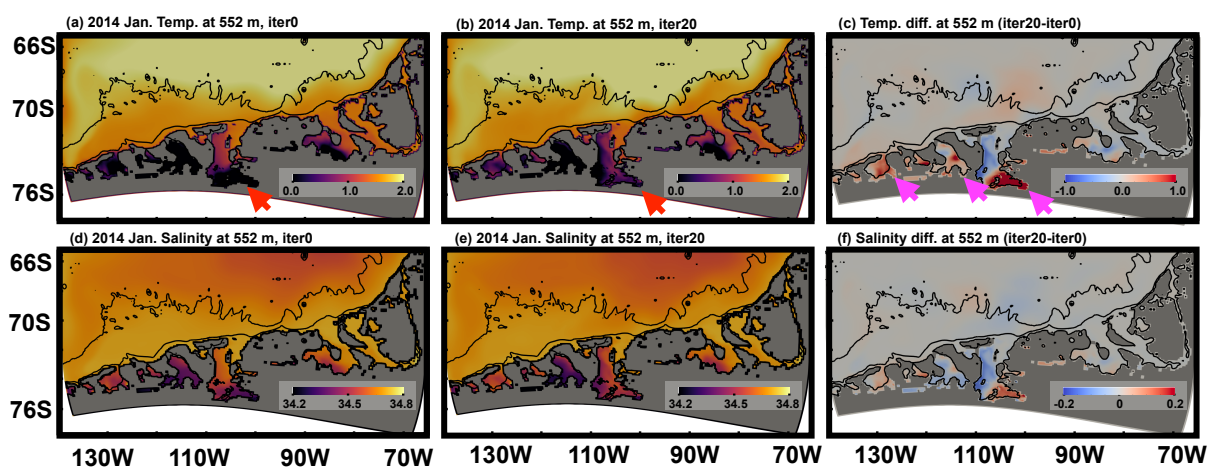 (a) 2014 Jan. Temp. at 552 m, iter0
(b) 2014 Jan. Temp. at 552 m, iter20
(c) Temp. diff. at 552 m (iter20-iter0)
66S
70S
76S
0.0 1.0 2.0
0.0 1.0 2.0
-1.0 0 1.0
(d) 2014 Jan. Salinity at 552 m, iter0
(e) 2014 Jan. Salinity at 552 m, iter20
(f) Salinity diff. at 552 m (iter20-iter0)
66S
70S
76S
34.2 34.5 34.8
34.2 34.5 34.8
-0.2 0 0.2
130W 110W 90W 70W
130W 110W 90W 70W
130W 110W 90W 70W